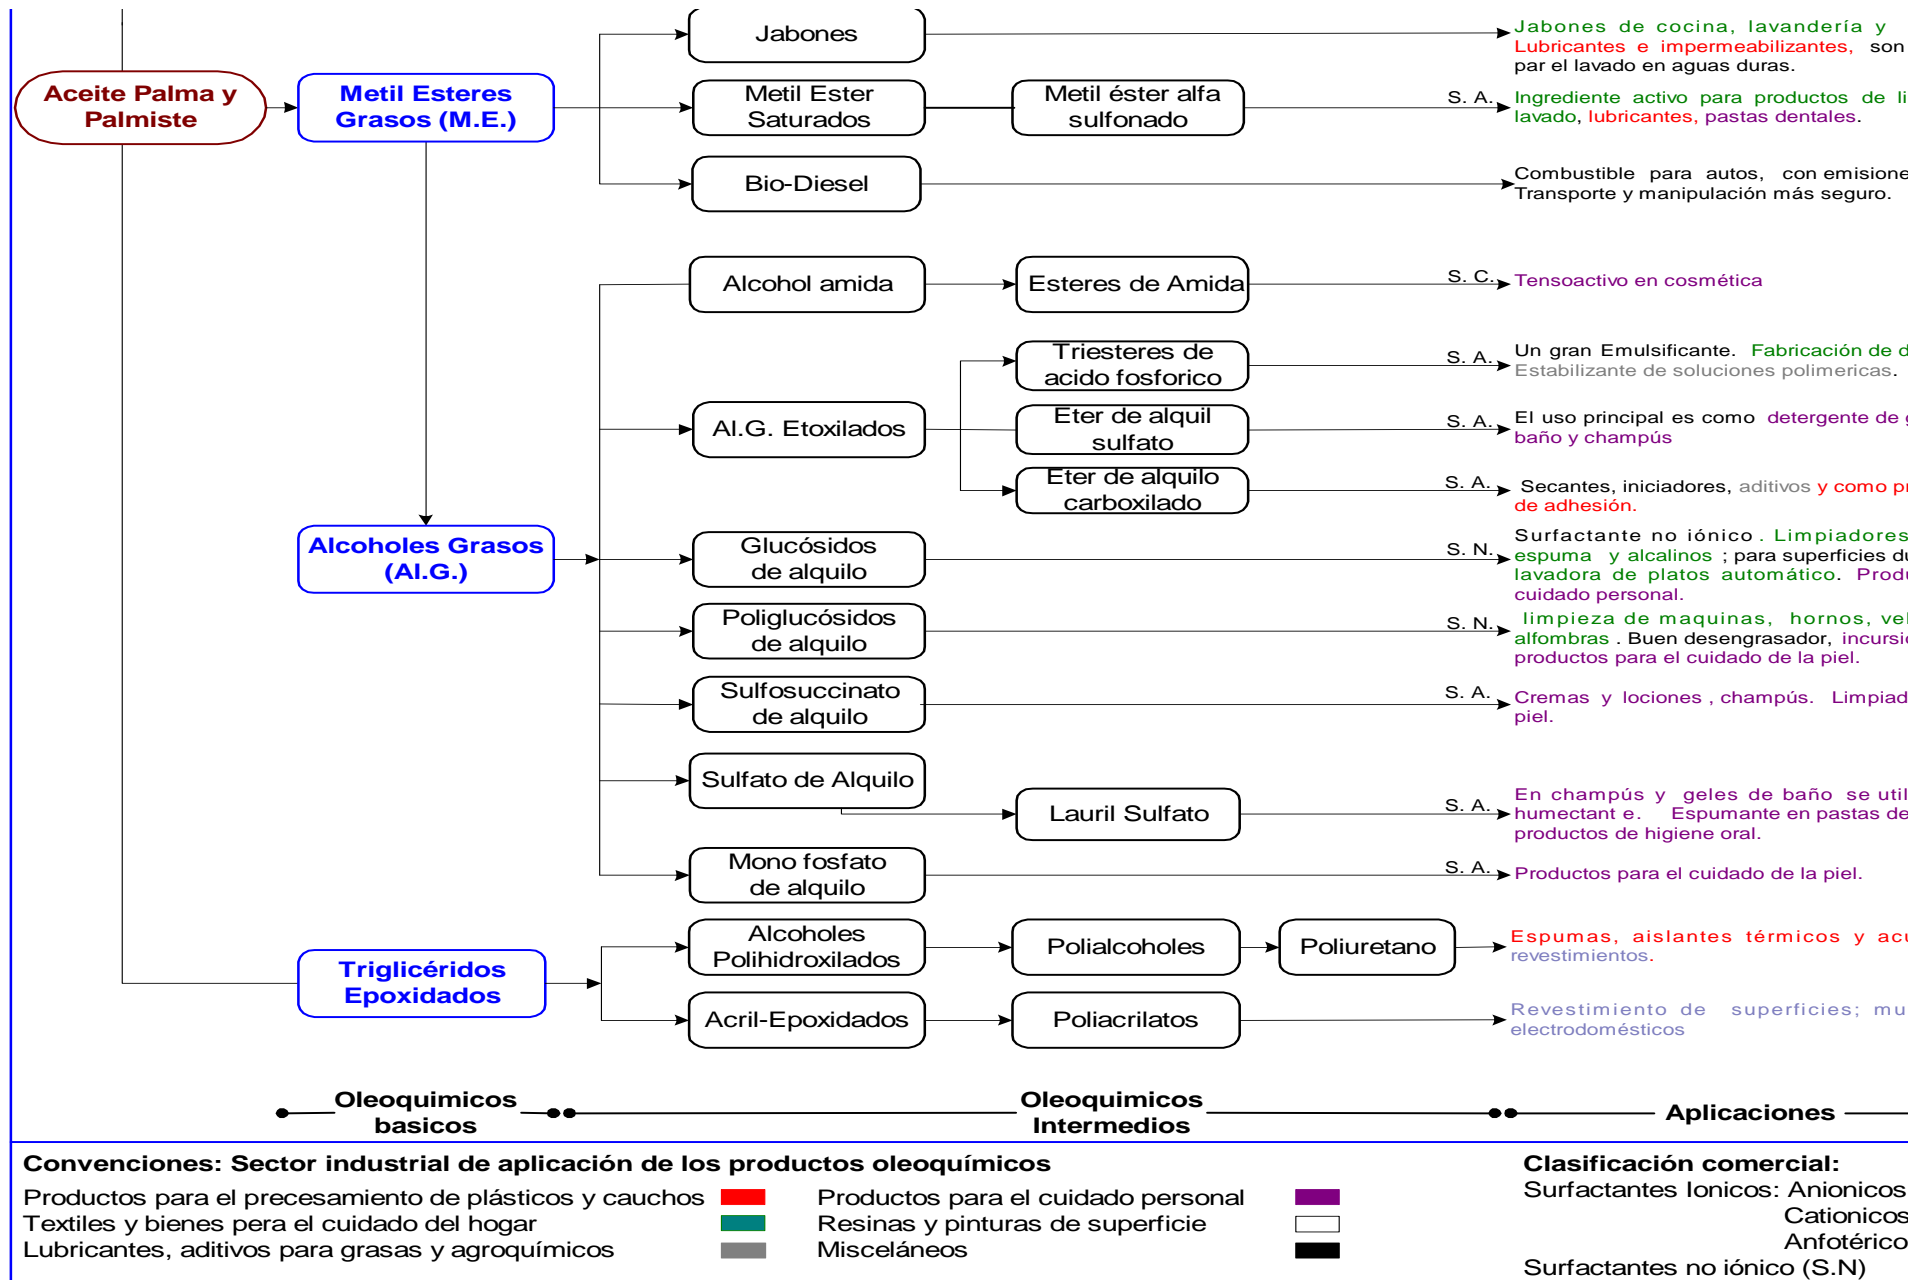 Jabones
Jabones de cocina, lavandería y
Lubricantes e impermeabilizantes, son
par el lavado en aguas duras.
Aceite Palma y
Palmiste
Metil Esteres
Grasos (M.E.)
Metil Ester
Saturados
Metil éster alfa
sulfonado
S. A.
Ingrediente activo para productos de li
lavado, lubricantes, pastas dentales.
Bio-Diesel
Combustible para autos, con emisione
Transporte y manipulación más seguro.
Alcohol amida
Esteres de Amida
S. C.
Tensoactivo en cosmética
Triesteres de
acido fosforico
S. A.
Un gran Emulsificante. Fabricación de d
Estabilizante de soluciones polimericas.
Al.G. Etoxilados
Eter de alquil
sulfato
S. A.
El uso principal es como detergente de g
baño y champús
Eter de alquilo
carboxilado
S. A.
Secantes, iniciadores, aditivos y como pr
de adhesión.
Alcoholes Grasos
(Al.G.)
Glucósidos
de alquilo
S. N.
Surfactante no iónico . Limpiadores
espuma y alcalinos ; para superficies du
lavadora de platos automático. Produ
cuidado personal.
Poliglucósidos
de alquilo
S. N.
limpieza de maquinas, hornos, veh
alfombras . Buen desengrasador, incursio
productos para el cuidado de la piel.
Sulfosuccinato
de alquilo
S. A.
Cremas y lociones , champús. Limpiad
piel.
Sulfato de Alquilo
Lauril Sulfato
S. A.
En champús y geles de baño se util
humectant e. Espumante en pastas de
productos de higiene oral.
Mono fosfato
de alquilo
S. A.
Productos para el cuidado de la piel.
Triglicéridos
Epoxidados
Alcoholes
Polihidroxilados
Polialcoholes
Poliuretano
Espumas, aislantes térmicos y acu
revestimientos.
Acril-Epoxidados
Poliacrilatos
Revestimiento de superficies; mu
electrodomésticos
Oleoquimicos
basicos
Oleoquimicos
Intermedios
Aplicaciones
Convenciones: Sector industrial de aplicación de los productos oleoquímicos
Productos para el precesamiento de plásticos y cauchos
Textiles y bienes pera el cuidado del hogar
Lubricantes, aditivos para grasas y agroquímicos
Productos para el cuidado personal
Resinas y pinturas de superficie
Misceláneos
Clasificación comercial:
Surfactantes Ionicos: Anionicos
Cationicos
Anfotérico
Surfactantes no iónico (S.N)